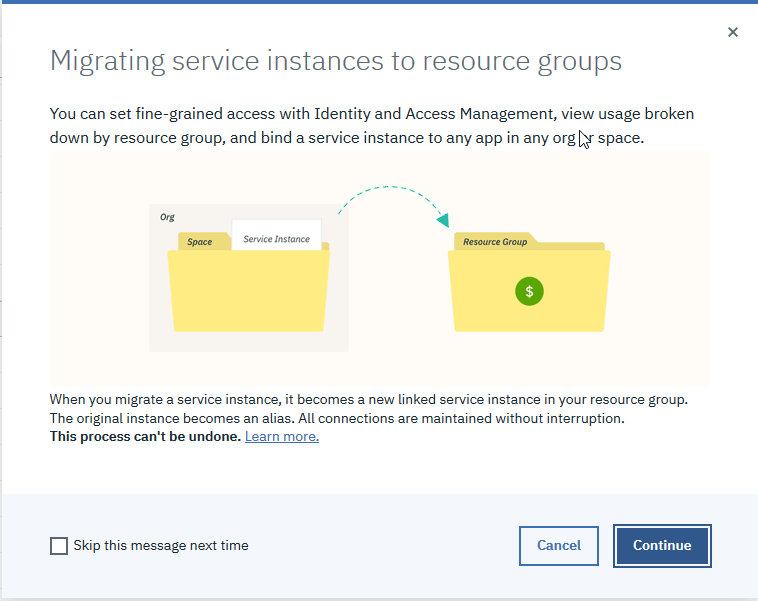 Migrating service instances to resource groups
You can set fine-grained access with Identity and Access Management, view usage broken
down by resource group, and bind a service instance to any app in any org or space.
Org
Space
Service Instance
Resource Group
$
When you migrate a service instance, it becomes a new linked service instance in your resource group.
The original instance becomes an alias. All connections are maintained without interruption.
This process can't be undone. Learn more.
Skip this message next time
Cancel
Continue